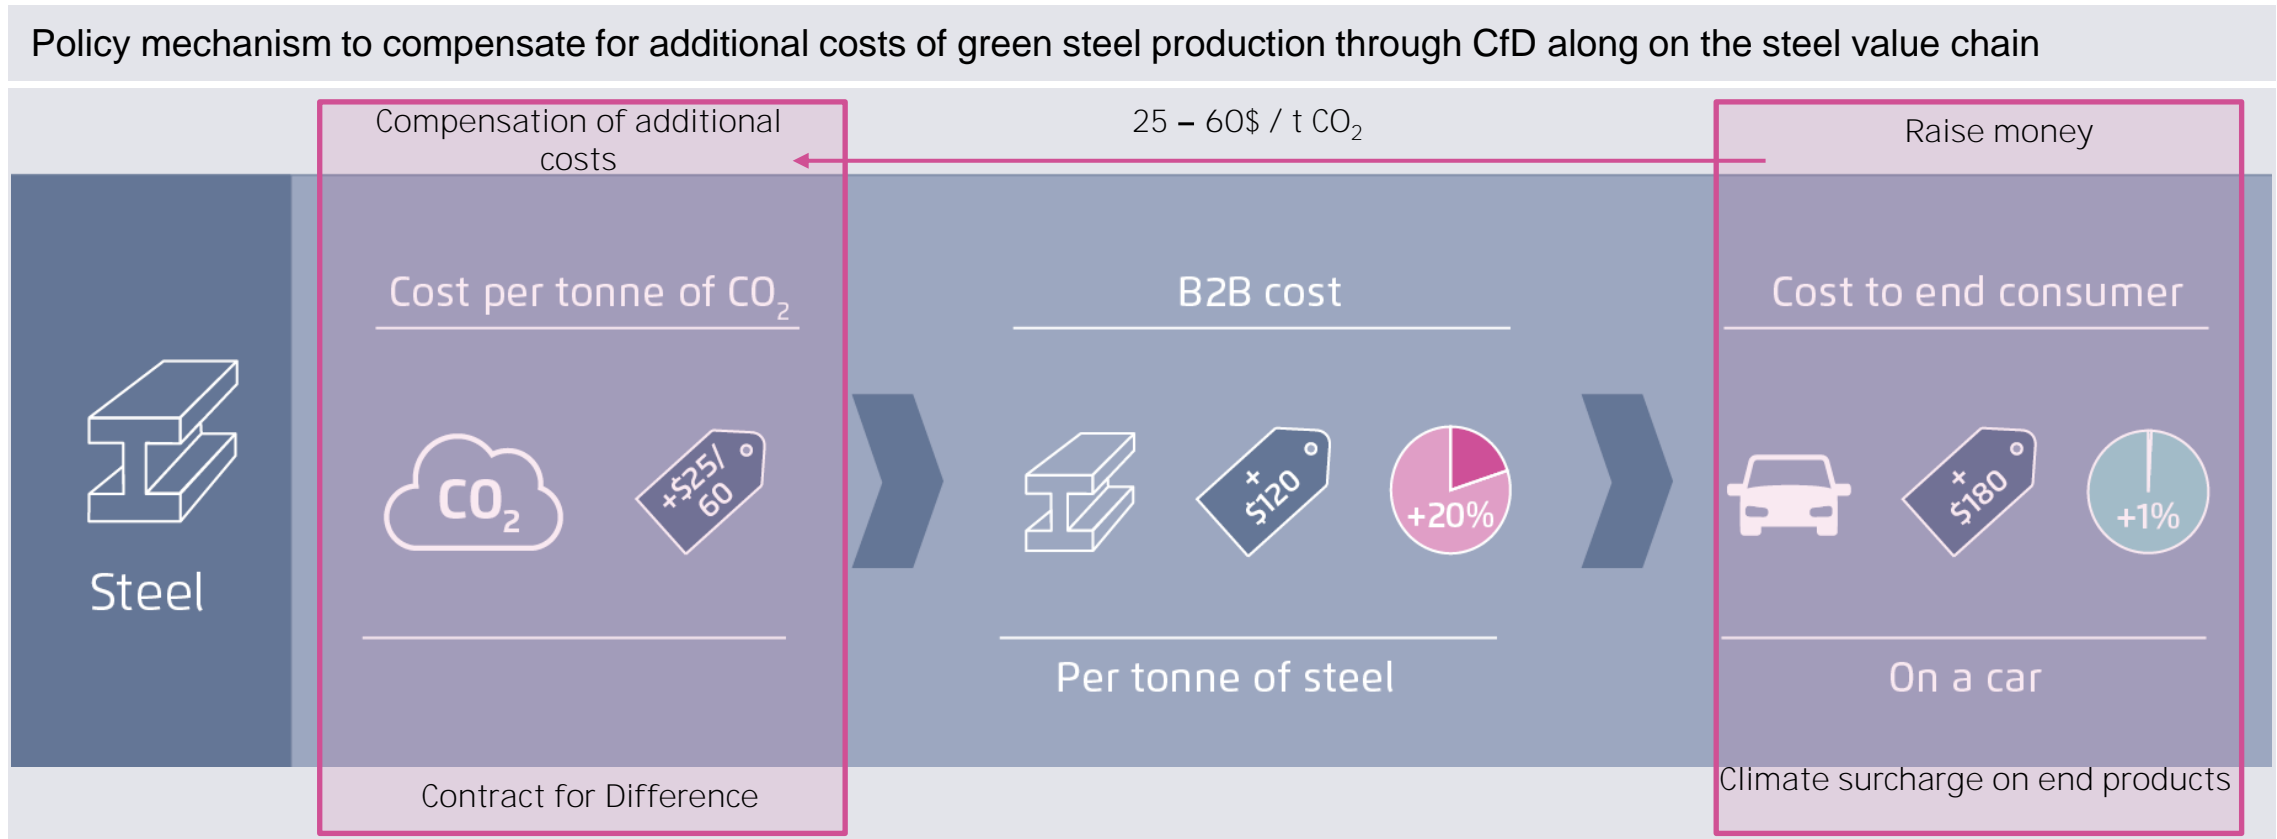 Policy mechanism to compensate for additional costs of green steel production through CfD along on the steel value chain
Compensation of additional
costs
25 – 60$ / t CO₂
Raise money
Cost per tonne of CO₂
B2B cost
Cost to end consumer
Steel
CO₂
+$25/
60
+
$120
+20%
+
$180
+1%
Per tonne of steel
On a car
Contract for Difference
Climate surcharge on end products